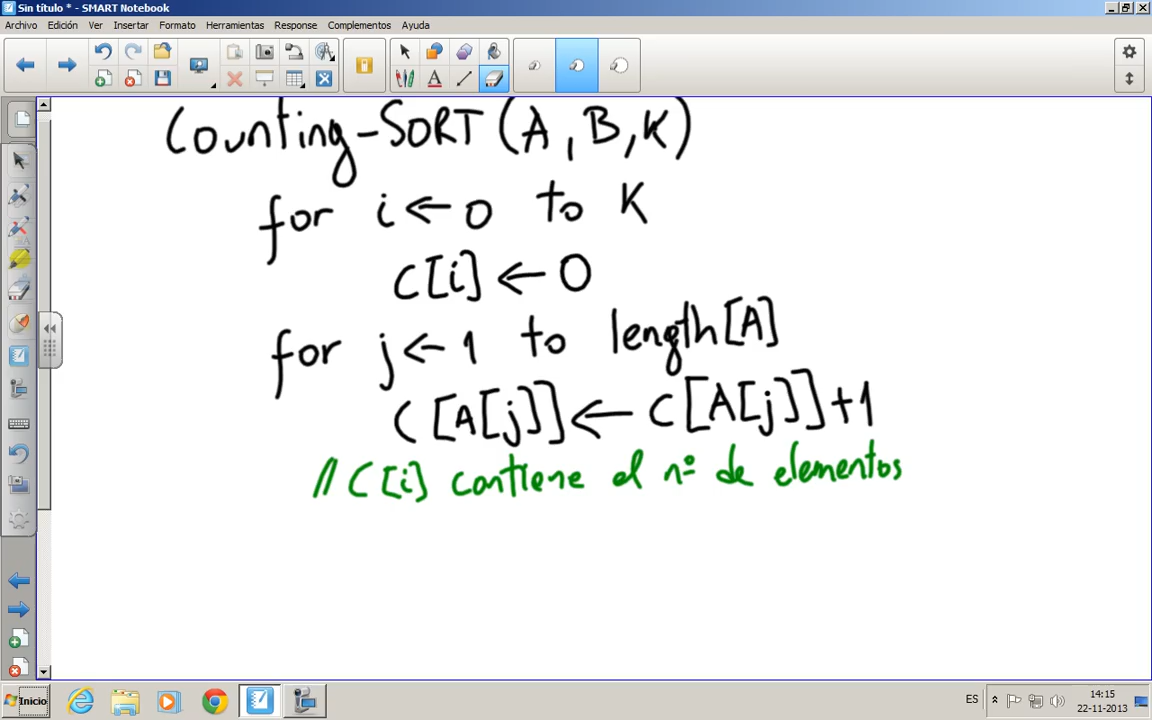 Sin título * - SMART Notebook
Archivo Edición Ver Insertar Formato Herramientas Response Complementos Ayuda
Counting-SORT(A,B,K)
for i ← 0 to K
C[i] ← 0
for j ← 1 to length[A]
C[A[j]] ← C[A[j]]+1
// C[i] contiene el nº de elementos
Inicio
ES
14:15
22-11-2013